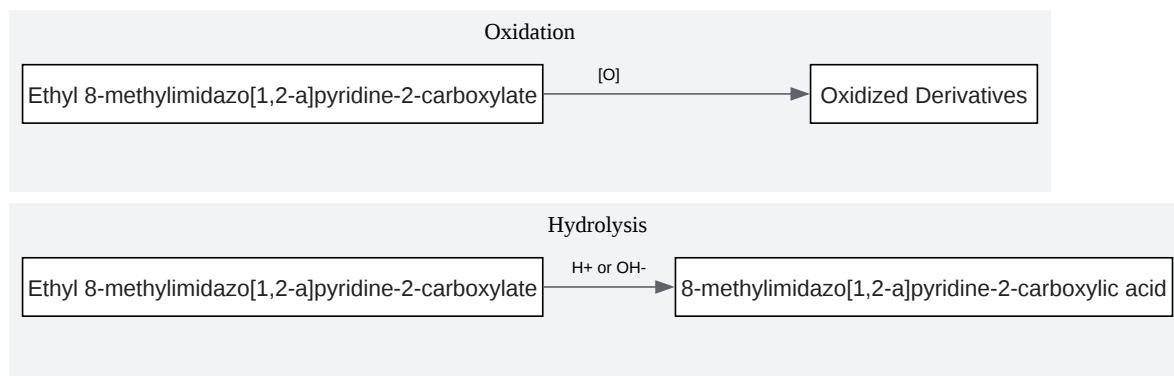 Oxidation
[O]
Ethyl 8-methylimidazo[1,2-a]pyridine-2-carboxylate
Oxidized Derivatives
Hydrolysis
H+ or OH-
Ethyl 8-methylimidazo[1,2-a]pyridine-2-carboxylate
8-methylimidazo[1,2-a]pyridine-2-carboxylic acid